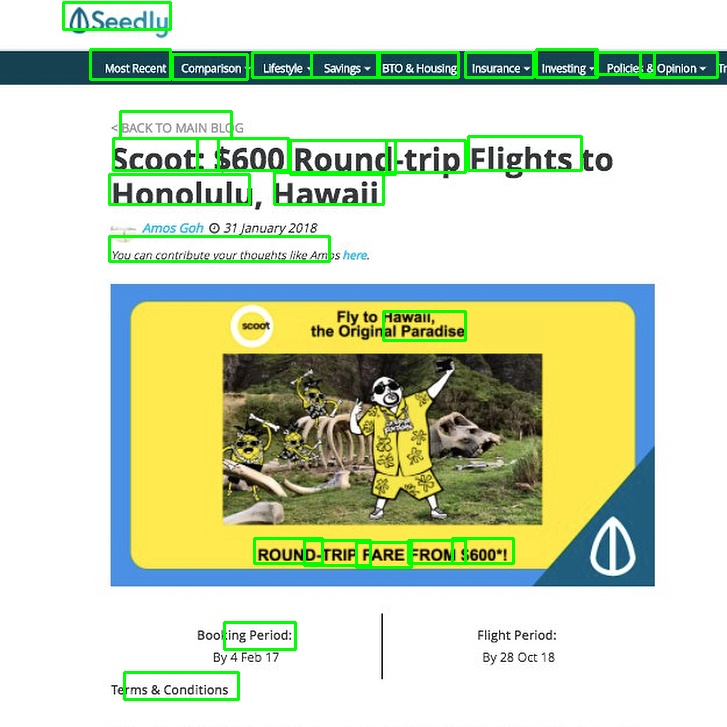 Seedly
Most Recent Comparison Lifestyle Savings BTO & Housing Insurance Investing Policies & Opinion Tr
< BACK TO MAIN BLOG
Scoot: $600 Round-trip Flights to
Honolulu, Hawaii
Amos Goh 31 January 2018
You can contribute your thoughts like Amos here.
scoot
Fly to Hawaii,
the Original Paradise
ROUND-TRIP FARE FROM $600*!
Booking Period:
By 4 Feb 17
Flight Period:
By 28 Oct 18
Terms & Conditions